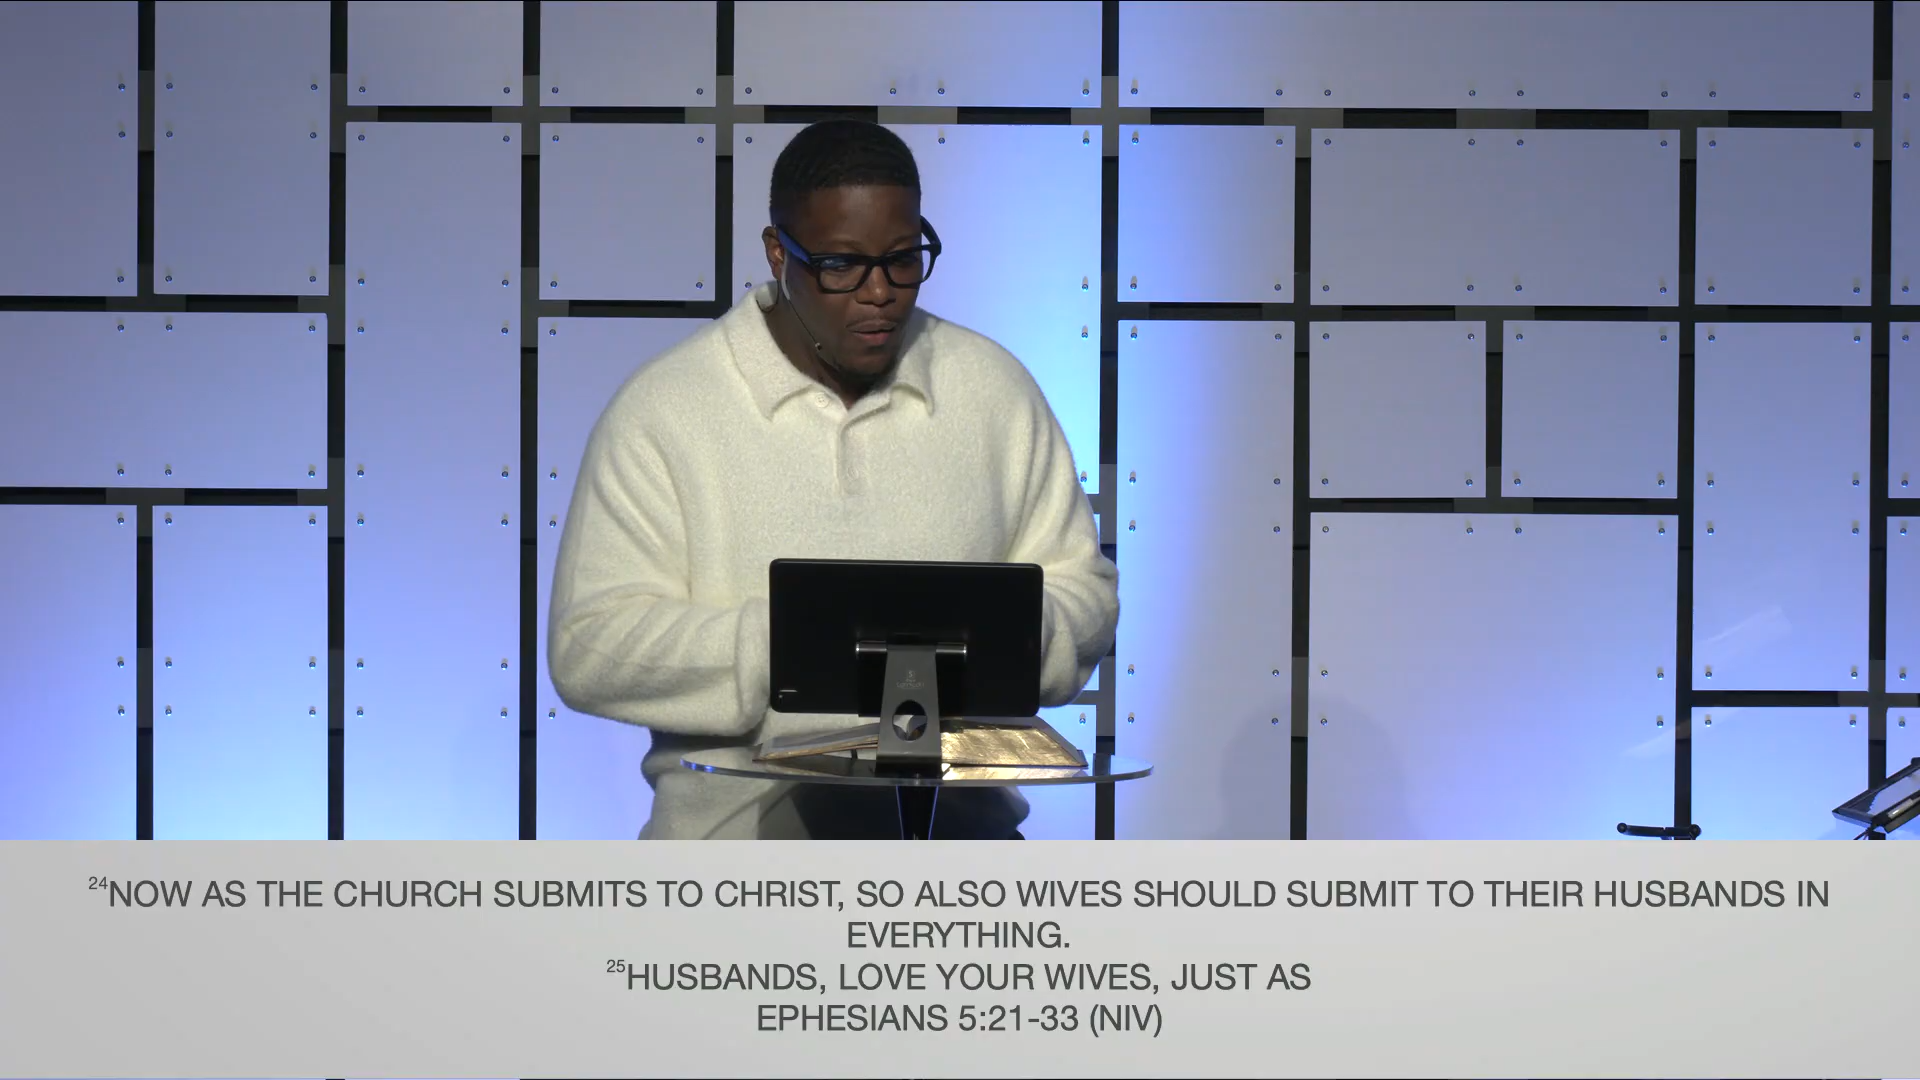 24NOW AS THE CHURCH SUBMITS TO CHRIST, SO ALSO WIVES SHOULD SUBMIT TO THEIR HUSBANDS IN
EVERYTHING.
25HUSBANDS, LOVE YOUR WIVES, JUST AS
EPHESIANS 5:21-33 (NIV)